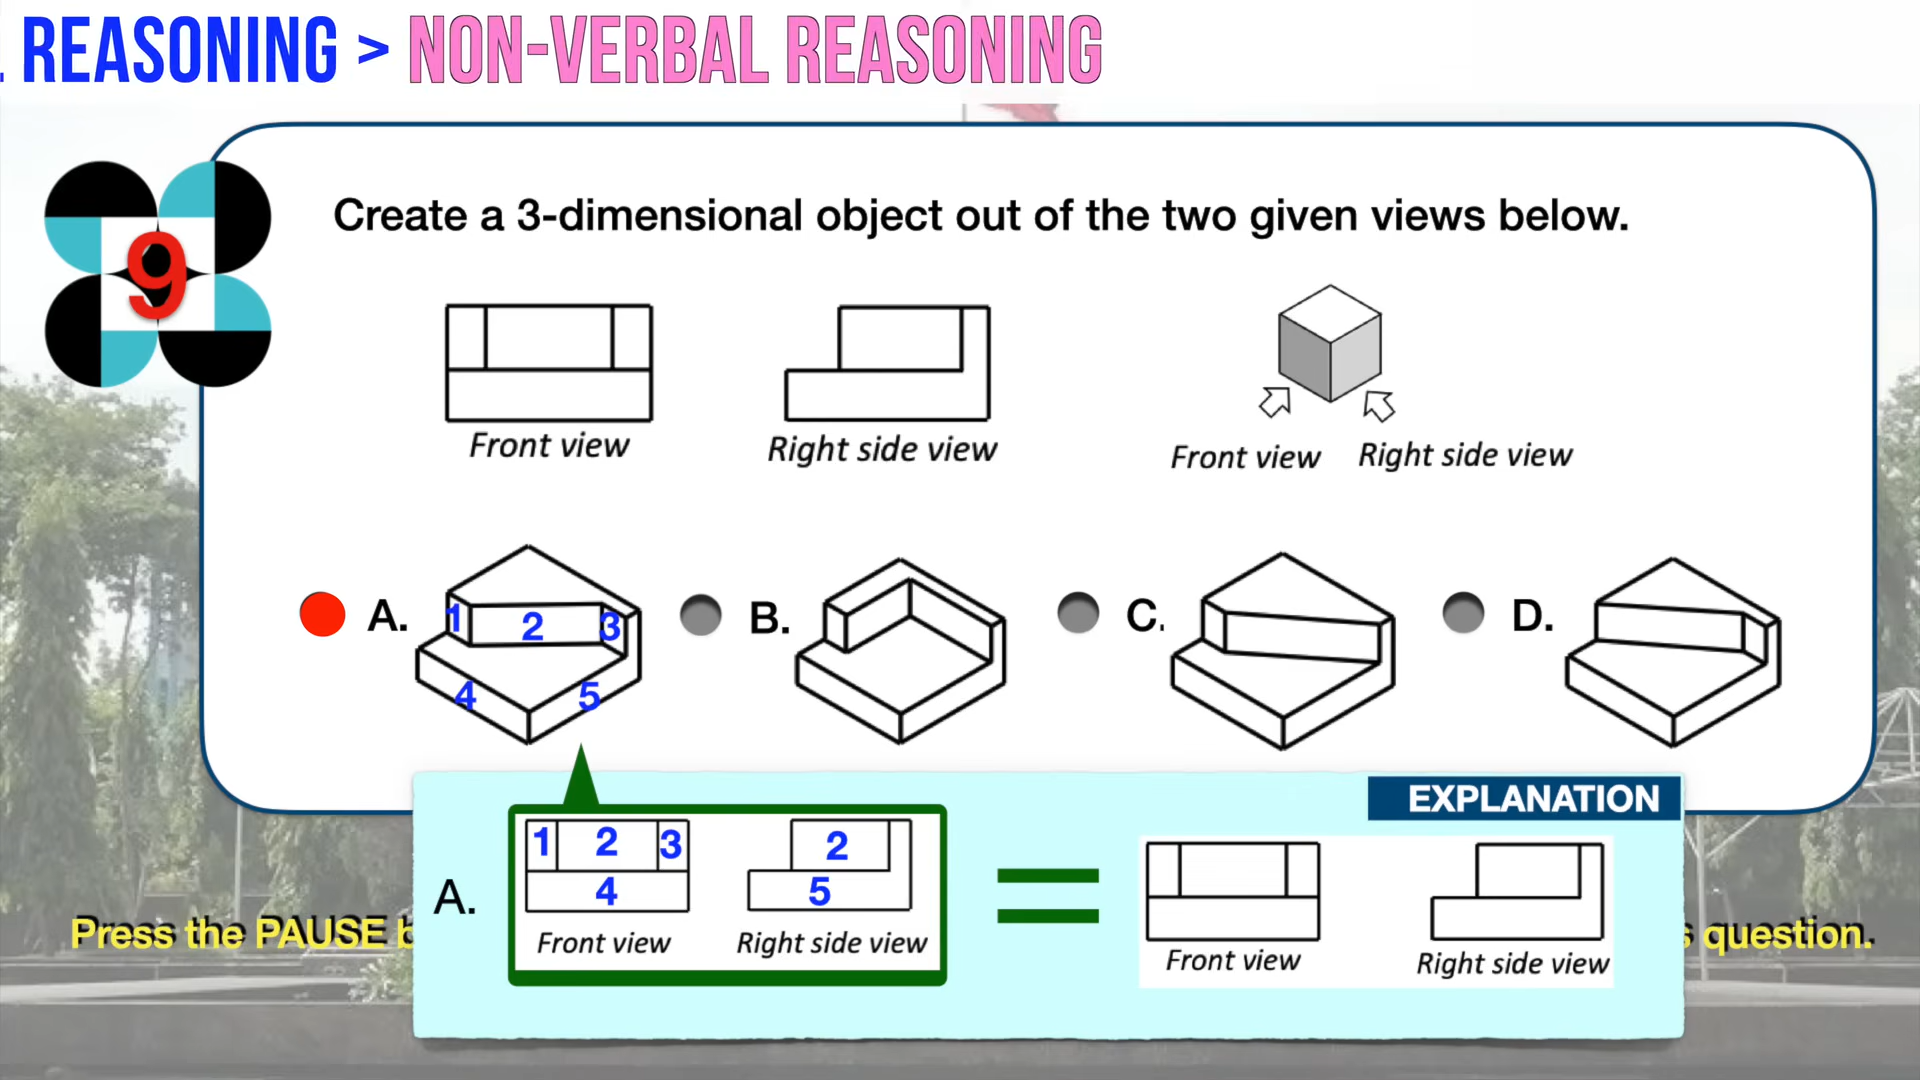 REASONING > NON-VERBAL REASONING
9
Create a 3-dimensional object out of the two given views below.
Front view
Right side view
Front view
Right side view
A.
1
2
3
4
5
B.
C.
D.
EXPLANATION
A.
1 2 3
4
2
5
Front view
Right side view
Front view
Right side view
Press the PAUSE
question.